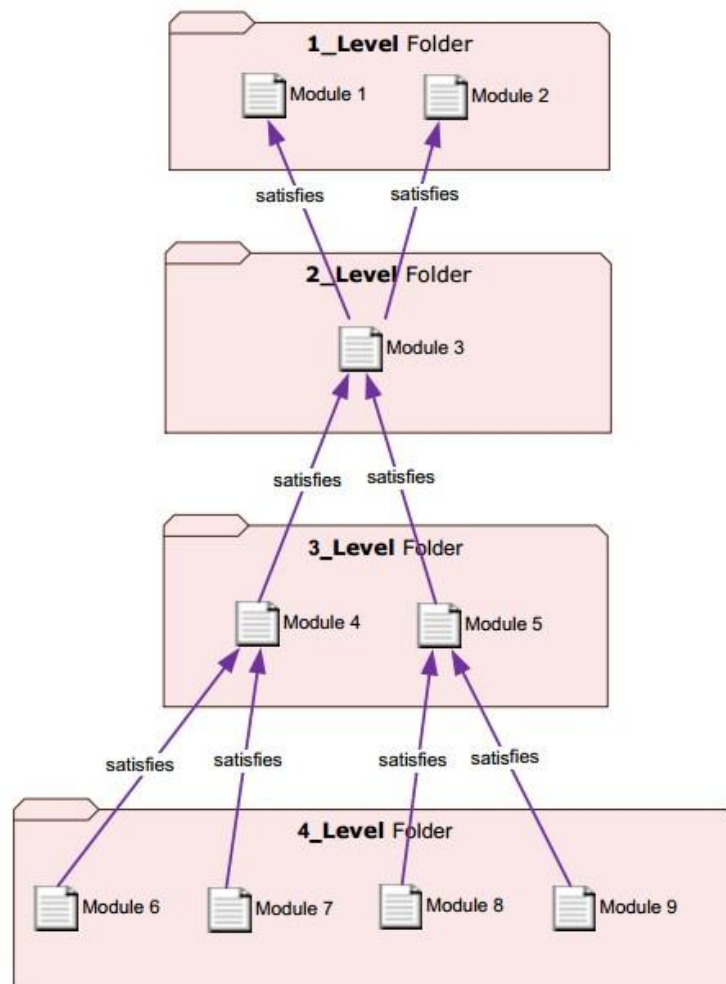 1_Level Folder
Module 1
Module 2
satisfies
satisfies
2_Level Folder
Module 3
satisfies
satisfies
3_Level Folder
Module 4
Module 5
satisfies
satisfies
satisfies
satisfies
4_Level Folder
Module 6
Module 7
Module 8
Module 9